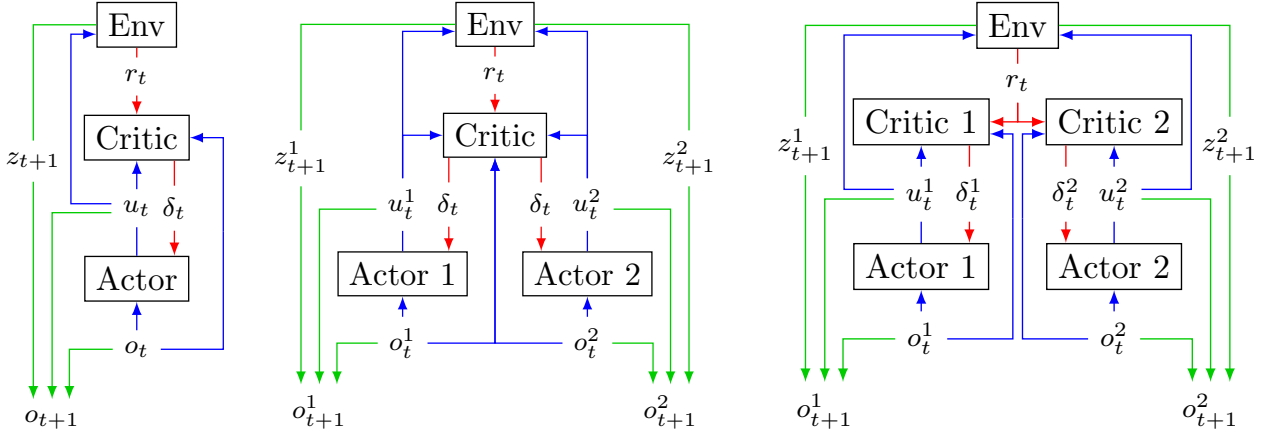 Env
r_t
Critic
z_{t+1}
u_t
δ_t
Actor
o_t
o_{t+1}
Env
r_t
Critic
z^1_{t+1}
z^2_{t+1}
u^1_t
δ_t
δ_t
u^2_t
Actor 1
Actor 2
o^1_t
o^2_t
o^1_{t+1}
o^2_{t+1}
Env
r_t
Critic 1
Critic 2
z^1_{t+1}
z^2_{t+1}
u^1_t
δ^1_t
δ^2_t
u^2_t
Actor 1
Actor 2
o^1_t
o^2_t
o^1_{t+1}
o^2_{t+1}